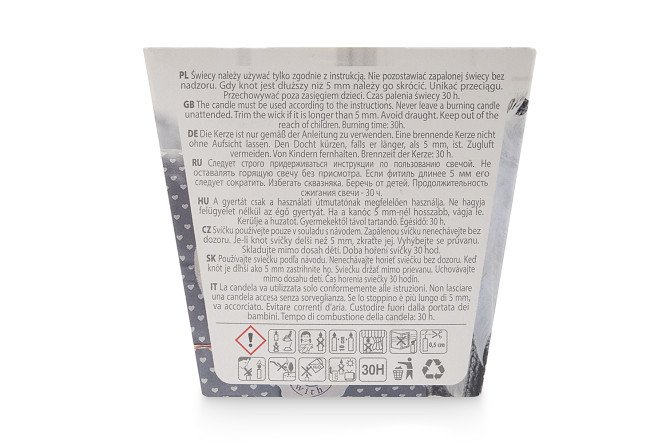 PL Świecy należy używać tylko zgodnie z instrukcją. Nie pozostawiać zapalonej świecy bez
nadzoru. Gdy knot jest dłuższy niż 5 mm należy go skrócić. Unikać przeciągu.
Przechowywać poza zasięgiem dzieci. Czas palenia świecy 30 h.
GB The candle must be used according to the instructions. Never leave a burning candle
unattended. Trim the wick if it is longer than 5 mm. Avoid draught. Keep out of the
reach of children. Burning time: 30h.
DE Die Kerze ist nur gemäß der Anleitung zu verwenden. Eine brennende Kerze nicht
ohne Aufsicht lassen. Den Docht kürzen, falls er länger, als 5 mm, ist. Zugluft
vermeiden. Von Kindern fernhalten. Brennzeit der Kerze: 30 h.
RU Следует строго придерживаться инструкции по пользованию свечой. Не
оставлять горящую свечу без присмотра. Если фитиль длинее 5 мм его
следует сократить. Избегать сквазняка. Беречь от детей. Продолжительность
сжигания свечи - 30 ч.
HU A gyertát csak a használati útmutatónak megfelelően használja. Ne hagyja
felügyelet nélkül az égő gyertyát. Ha a kanóc 5 mm-nél hosszabb, vágja le.
Kerülje a huzatot. Gyermekektől távol tartandó. Égésidő: 30 h.
CZ Svíčku používejte pouze v souladu s návodem. Zapálenou svíčku nenechávejte bez
dozoru. Je-li knot svíčky delší než 5 mm, zkraťte jej. Vyhýbejte se průvanu.
Skladujte mimo dosah dětí. Doba hoření svíčky 30 hod.
SK Používajte sviečku podľa návodu. Nenechávajte horieť sviečku bez dozoru. Keď
knôt je dlhší ako 5 mm zastrihnite ho. Sviečku držať mimo prievanu. Uchovávajte
mimo dosahu detí. Čas horenia sviečky 30 hodín.
IT La candela va utilizzata solo conformemente alle istruzioni. Non lasciare
una candela accesa senza sorveglianza. Se lo stoppino è più lungo di 5 mm,
va accorciato. Evitare correnti d'aria. Custodire fuori dalla portata dei
bambini. Tempo di combustione della candela: 30 h.
0,5 cm
30H
with